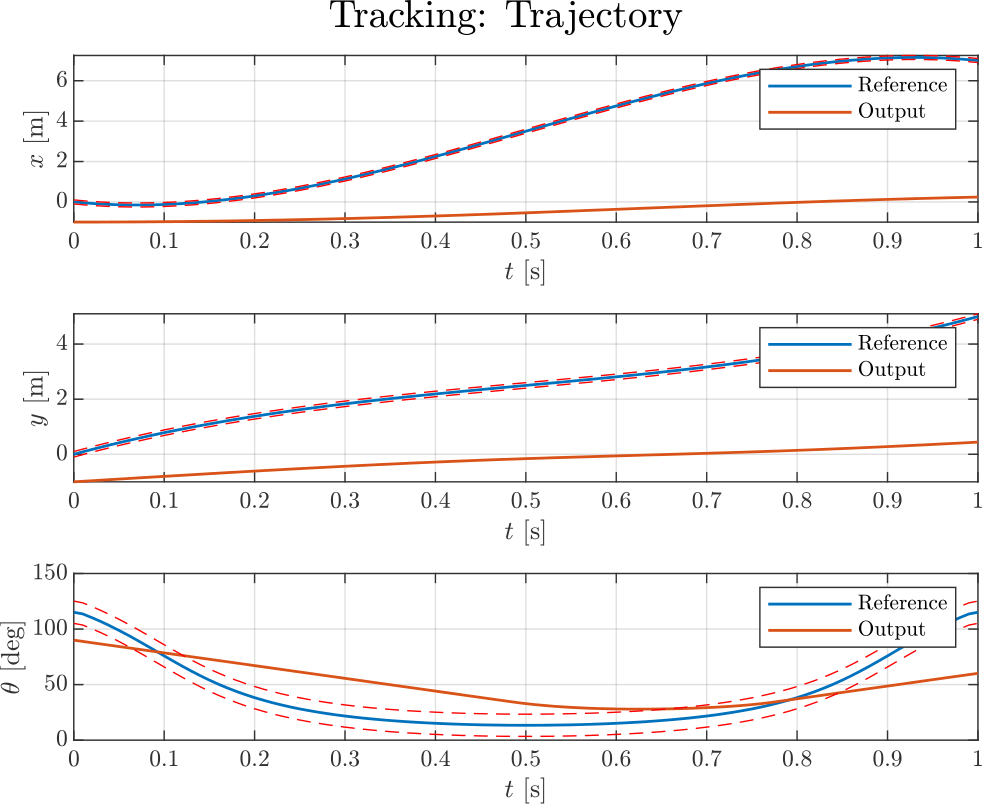 Tracking: Trajectory
6
4
2
0
x [m]
Reference
Output
0 0.1 0.2 0.3 0.4 0.5 0.6 0.7 0.8 0.9 1
t [s]
4
2
0
y [m]
Reference
Output
0 0.1 0.2 0.3 0.4 0.5 0.6 0.7 0.8 0.9 1
t [s]
150
100
50
0
θ [deg]
Reference
Output
0 0.1 0.2 0.3 0.4 0.5 0.6 0.7 0.8 0.9 1
t [s]